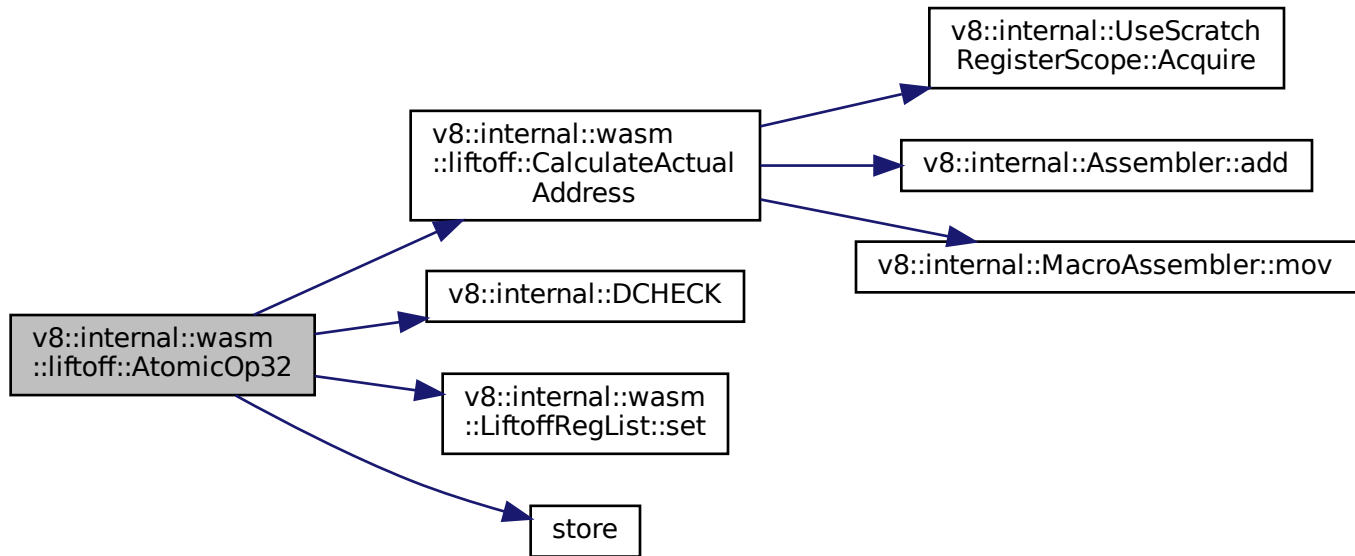 v8::internal::UseScratch
RegisterScope::Acquire
v8::internal::wasm
::liftoff::CalculateActual
Address
v8::internal::Assembler::add
v8::internal::MacroAssembler::mov
v8::internal::DCHECK
v8::internal::wasm
::liftoff::AtomicOp32
v8::internal::wasm
::LiftoffRegList::set
store